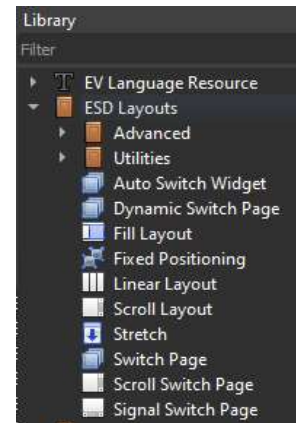 Library
Filter
EV Language Resource
ESD Layouts
Advanced
Utilities
Auto Switch Widget
Dynamic Switch Page
Fill Layout
Fixed Positioning
Linear Layout
Scroll Layout
Stretch
Switch Page
Scroll Switch Page
Signal Switch Page